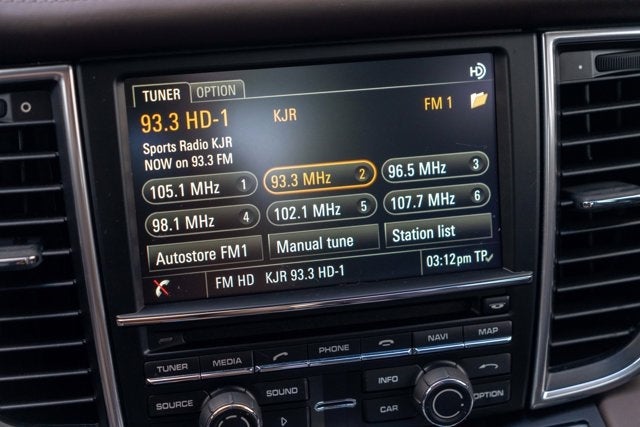 TUNER OPTION HD
93.3 HD-1 KJR FM 1
Sports Radio KJR
NOW on 93.3 FM
105.1 MHz 1 93.3 MHz 2 96.5 MHz 3
98.1 MHz 4 102.1 MHz 5 107.7 MHz 6
Autostore FM1 Manual tune Station list
FM HD KJR 93.3 HD-1 03:12pm TP
TUNER MEDIA PHONE NAVI MAP
SOURCE SOUND INFO
CAR OPTION